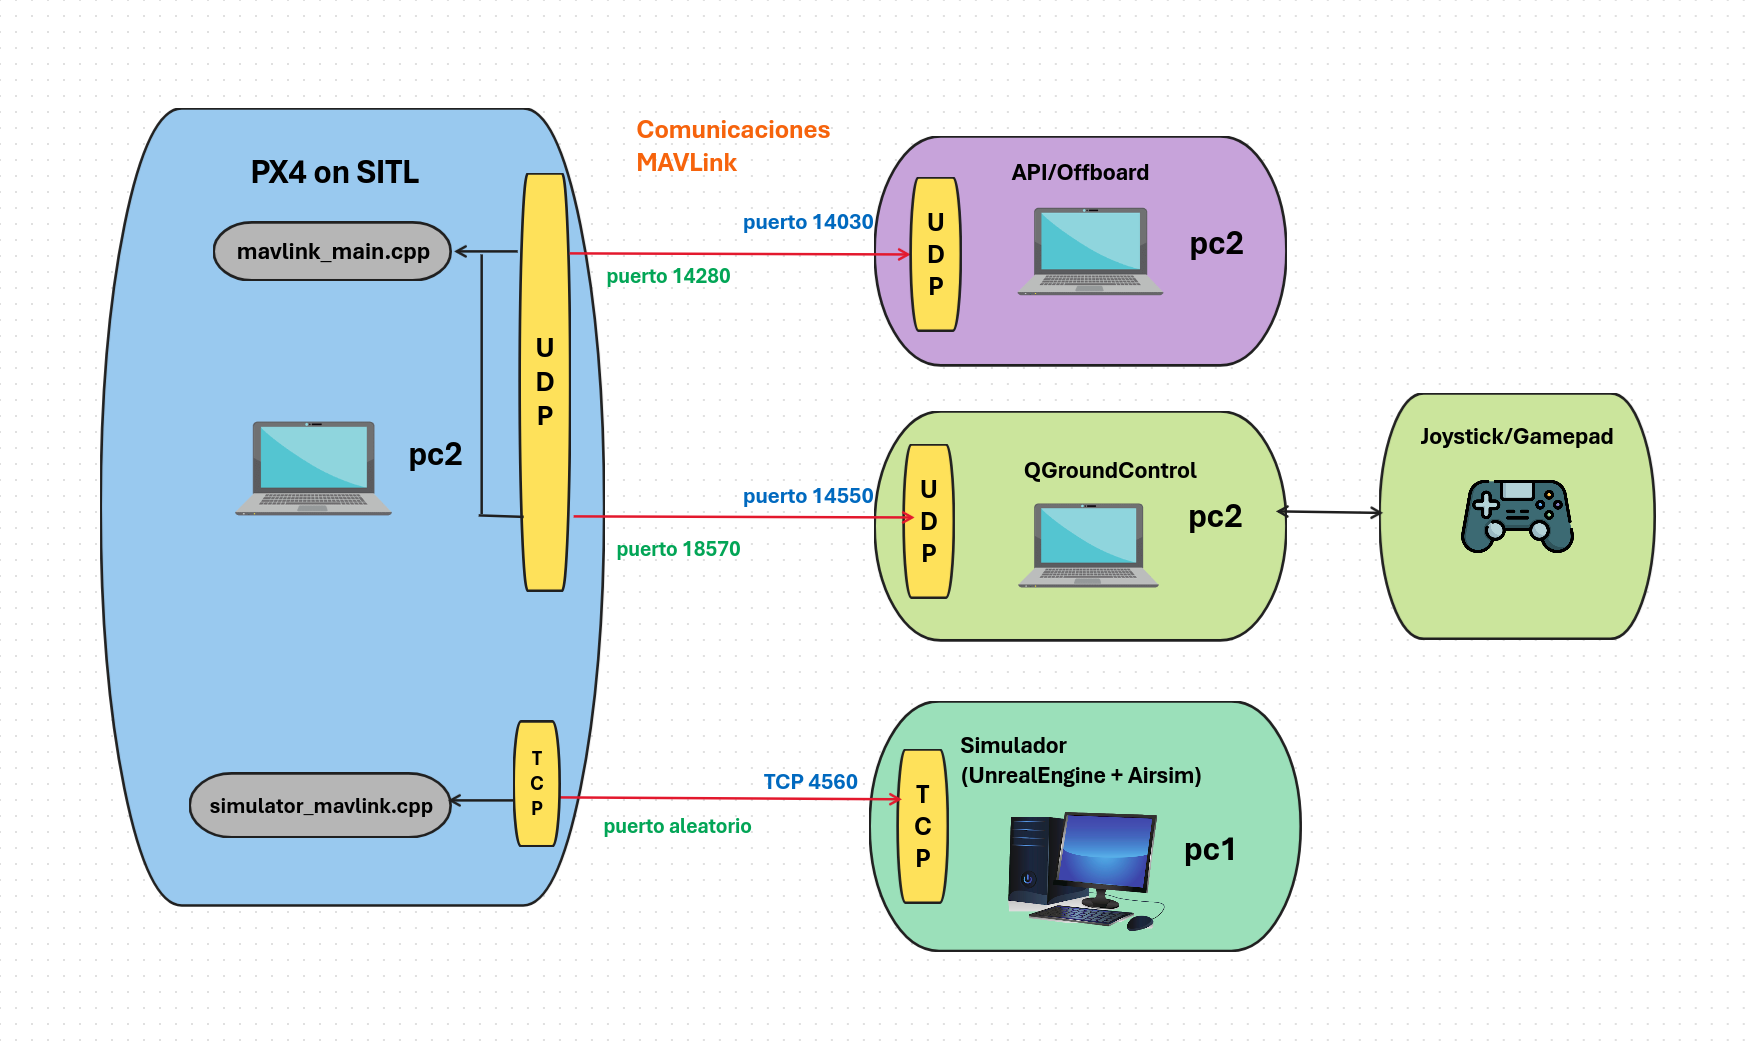 Comunicaciones
MAVLink
PX4 on SITL
mavlink_main.cpp
U
D
P
pc2
T
C
P
simulator_mavlink.cpp
puerto 14030
puerto 14280
puerto 14550
puerto 18570
TCP 4560
puerto aleatorio
API/Offboard
U
D
P
pc2
QGroundControl
U
D
P
pc2
Joystick/Gamepad
Simulador
(UnrealEngine + Airsim)
T
C
P
pc1